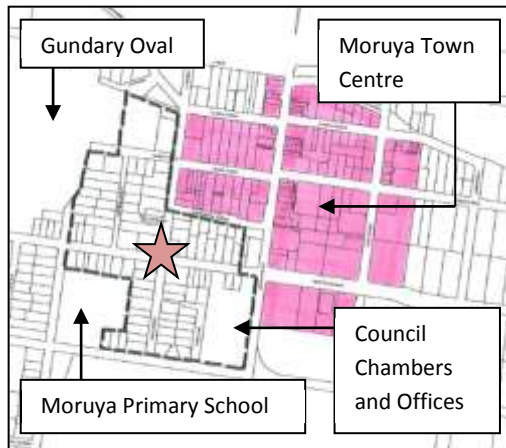 Gundary Oval
Moruya Town
Centre
Council
Chambers
and Offices
Moruya Primary School